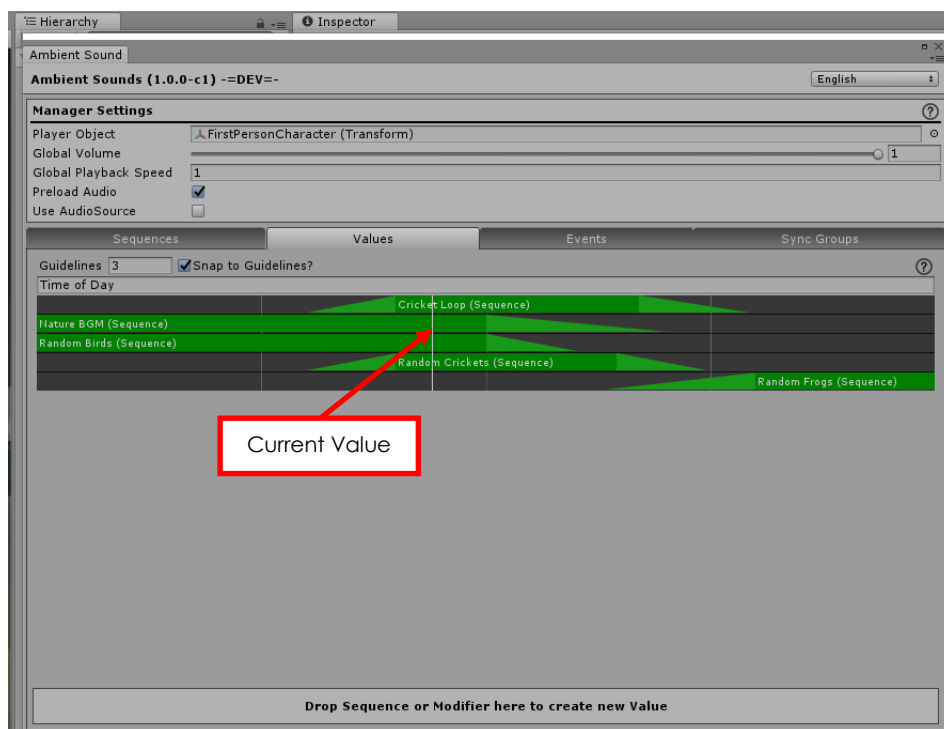 Hierarchy
Inspector
Ambient Sound
Ambient Sounds (1.0.0-c1) -=DEV=-
English
Manager Settings
?
Player Object
FirstPersonCharacter (Transform)
Global Volume
1
Global Playback Speed
1
Preload Audio
Use AudioSource
Sequences
Values
Events
Sync Groups
Guidelines 3
Snap to Guidelines?
?
Time of Day
Cricket Loop (Sequence)
Nature BGM (Sequence)
Random Birds (Sequence)
Random Crickets (Sequence)
Random Frogs (Sequence)
Current Value
Drop Sequence or Modifier here to create new Value